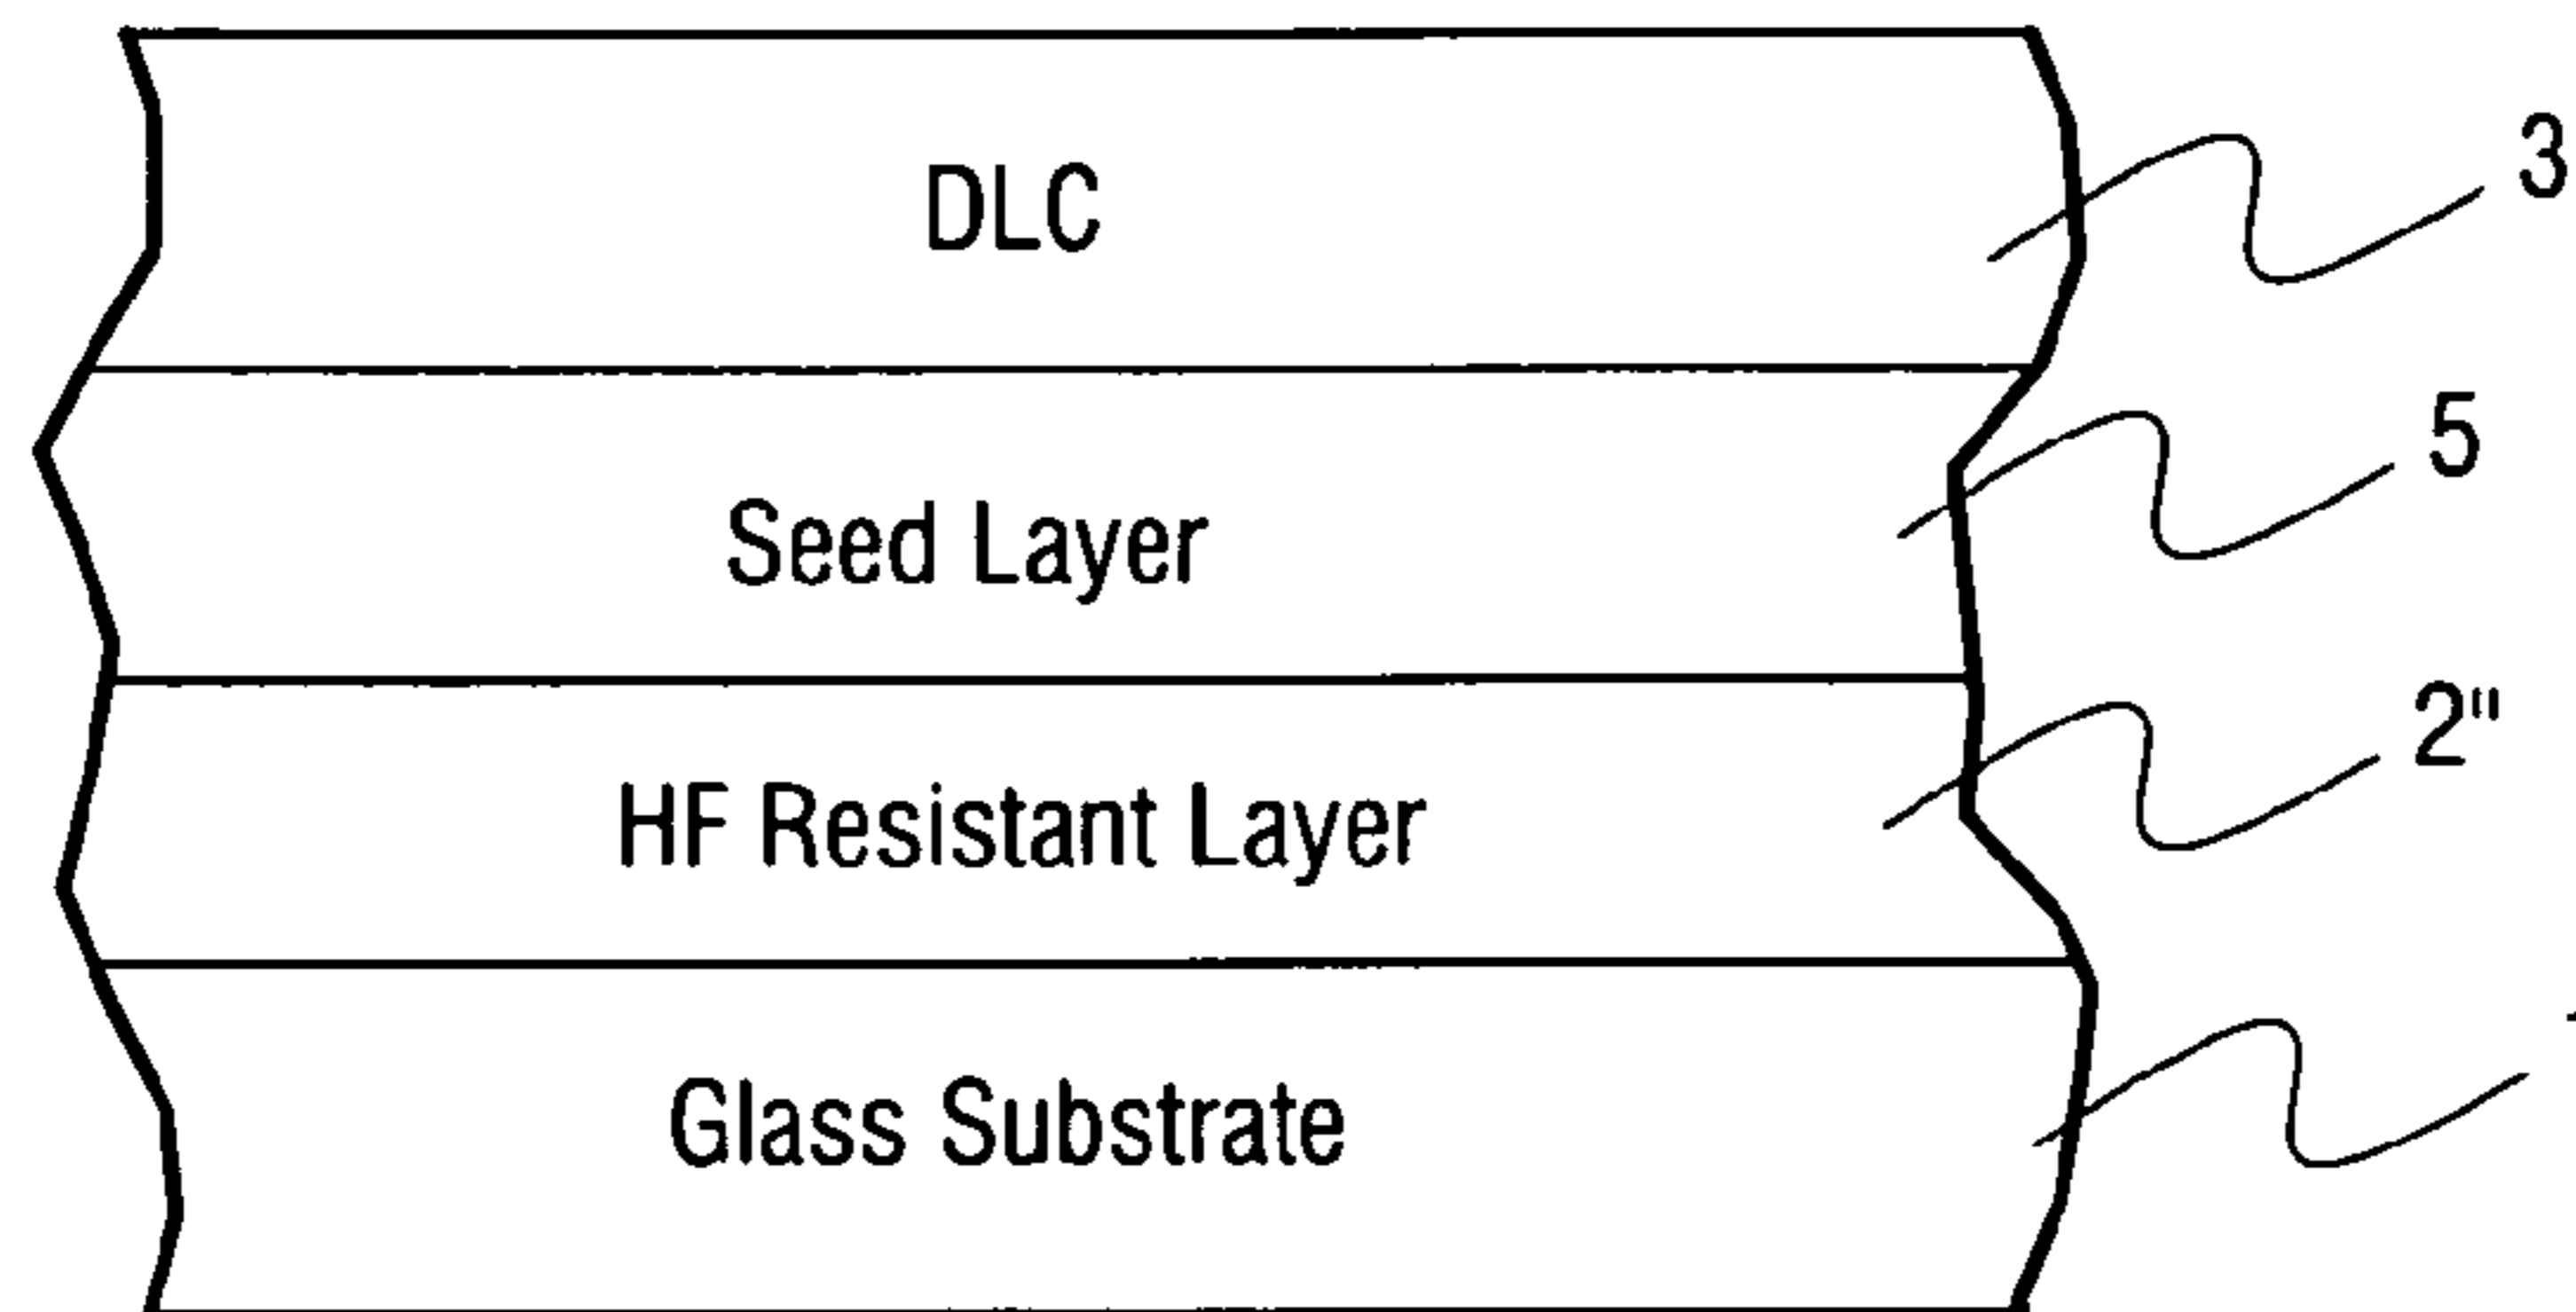 DLC
3
Seed Layer
5
HF Resistant Layer
2"
Glass Substrate